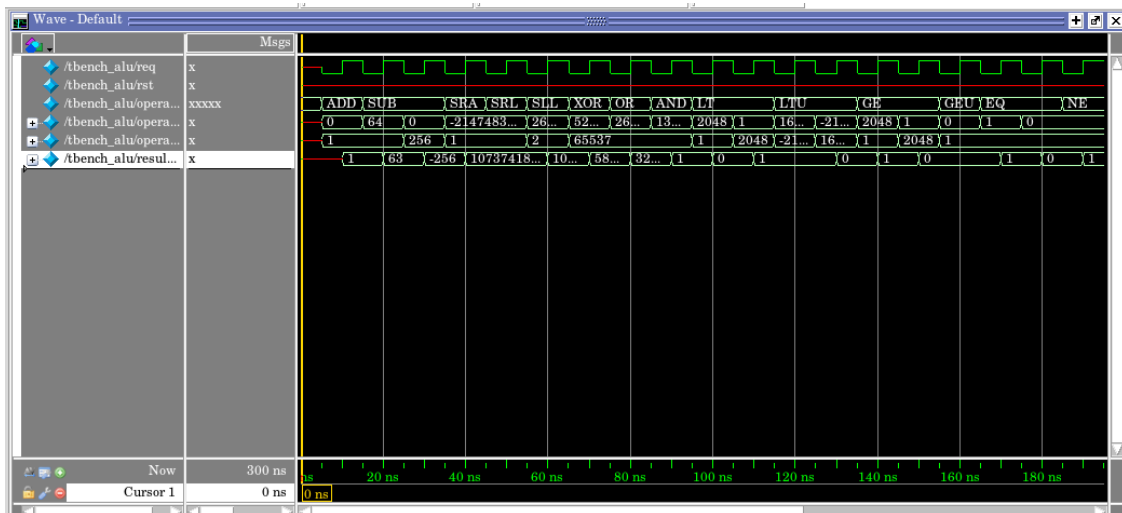 Wave - Default
Msgs
/tbench_alu/req x
/tbench_alu/rst x
/tbench_alu/opera... xxxxx ADD SUB SRA SRL SLL XOR OR AND LT LTU GE GEU EQ NE
/tbench_alu/opera... x 0 64 0 -2147483... 26... 52... 26... 13... 2048 1 16... -21... 2048 1 0 1 0
/tbench_alu/opera... x 1 256 1 2 65537 1 2048 -21... 16... 1 2048 1
/tbench_alu/resul... x 1 63 -256 10737418... 10... 58... 32... 1 0 1 0 1 0 1 0 1
Now 300 ns ns 20 ns 40 ns 60 ns 80 ns 100 ns 120 ns 140 ns 160 ns 180 ns
Cursor 1 0 ns 0 ns